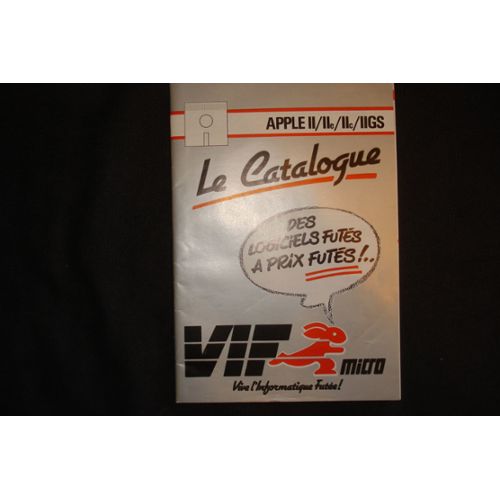 APPLE II/IIe/IIc/IIGS
Le Catalogue
DES
LOGICIELS FUTÉS
A PRIX FUTÉS !..
VIF
micro
Vive l'Informatique Futée !